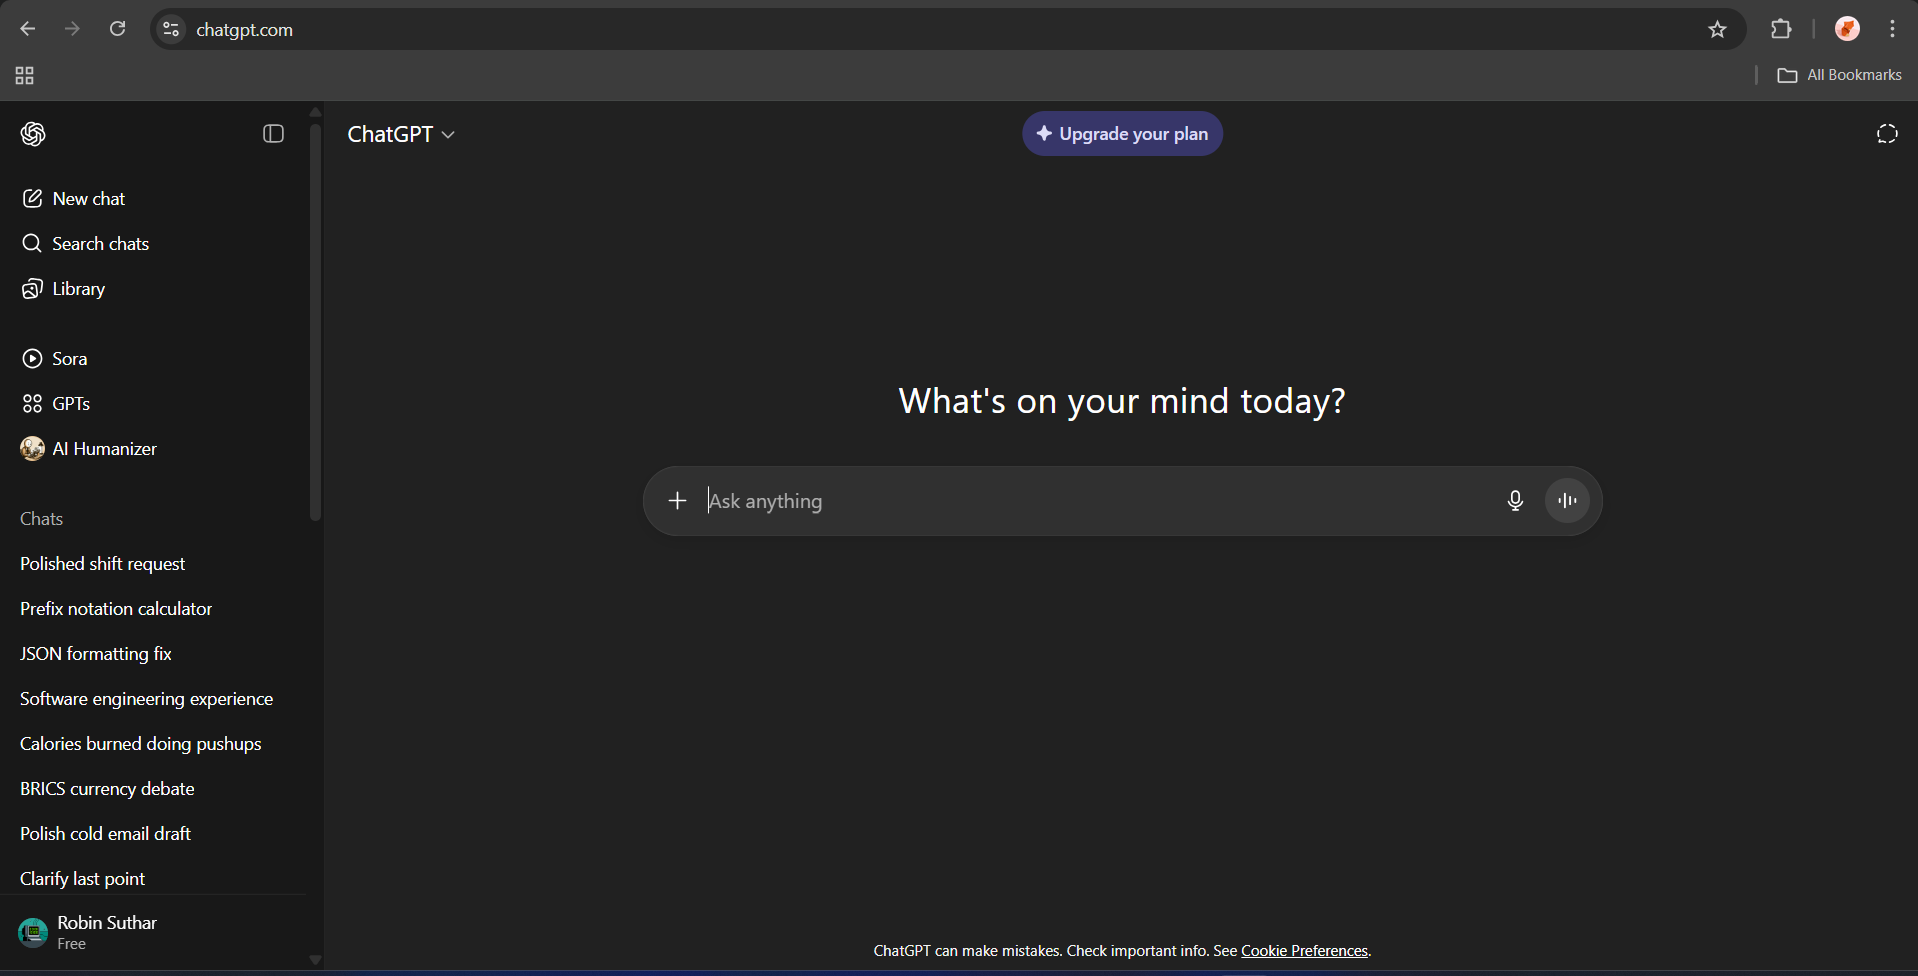 chatgpt.com
All Bookmarks
ChatGPT
Upgrade your plan
New chat
Search chats
Library
Sora
GPTs
AI Humanizer
Chats
Polished shift request
Prefix notation calculator
JSON formatting fix
Software engineering experience
Calories burned doing pushups
BRICS currency debate
Polish cold email draft
Clarify last point
Robin Suthar
Free
What's on your mind today?
Ask anything
ChatGPT can make mistakes. Check important info. See Cookie Preferences.